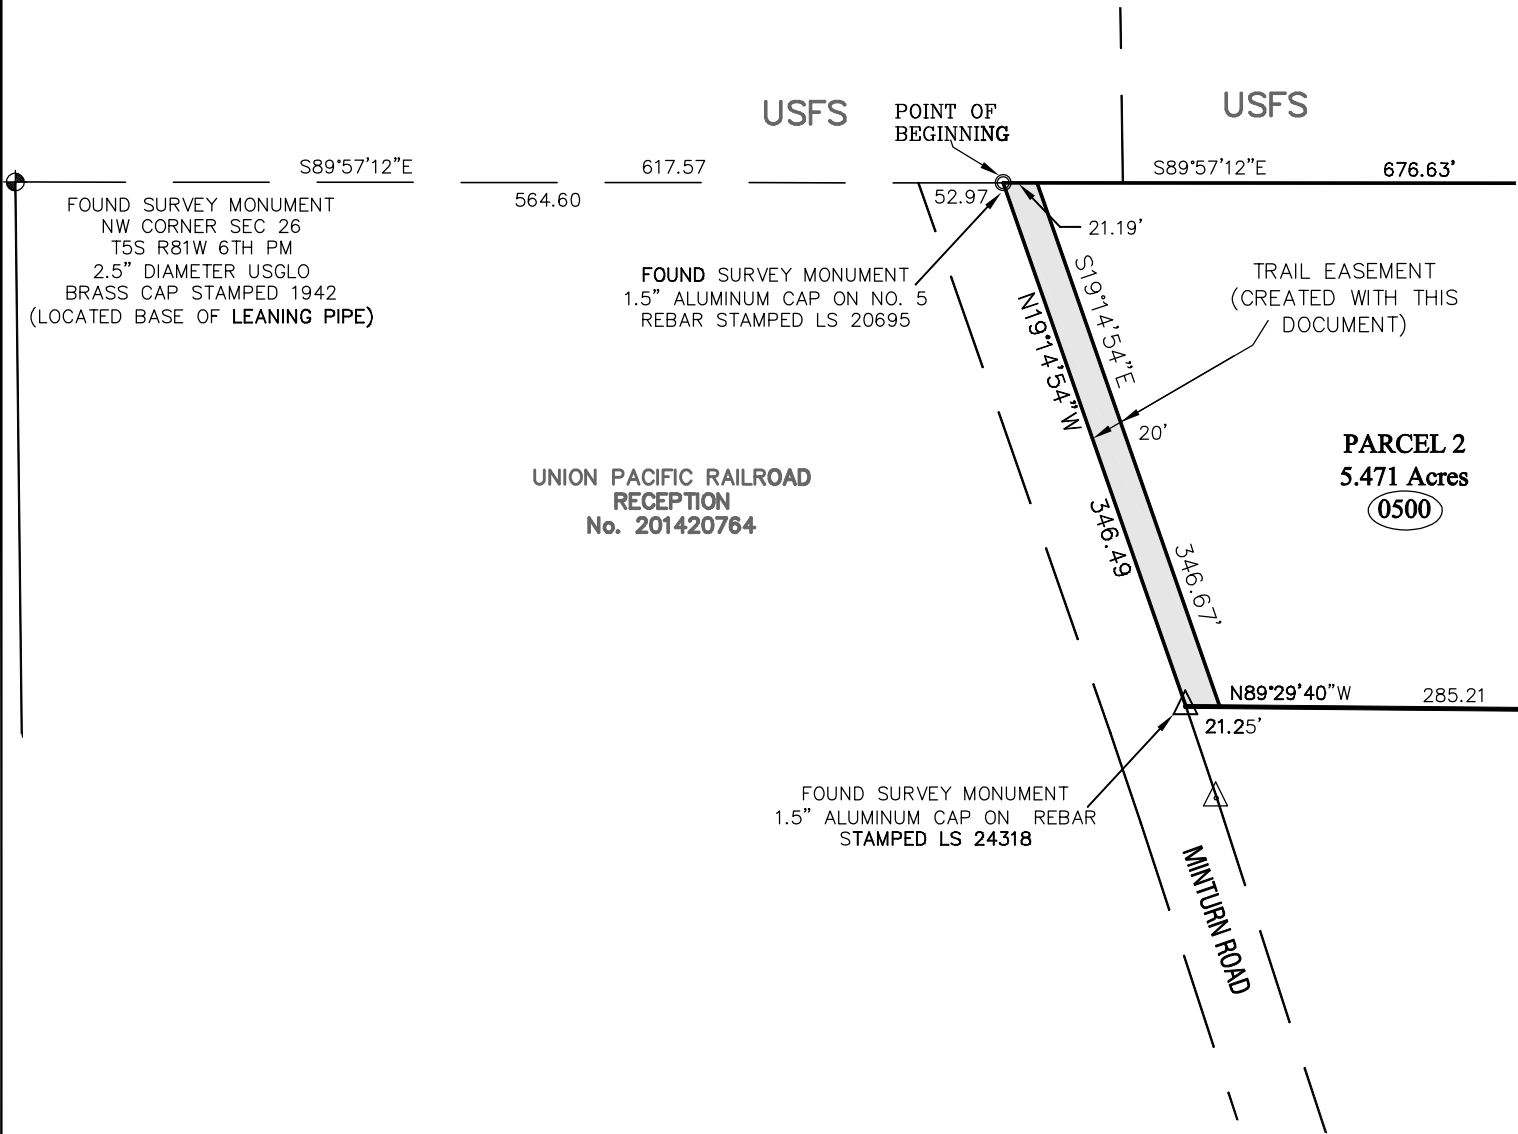 USFS
USFS
POINT OF
BEGINNING
S89°57'12"E
617.57
S89°57'12"E
676.63'
564.60
52.97
21.19'
FOUND SURVEY MONUMENT
NW CORNER SEC 26
T5S R81W 6TH PM
2.5" DIAMETER USGLO
BRASS CAP STAMPED 1942
(LOCATED BASE OF LEANING PIPE)
FOUND SURVEY MONUMENT
1.5" ALUMINUM CAP ON NO. 5
REBAR STAMPED LS 20695
S19°14'54"E
N19°14'54"W
TRAIL EASEMENT
(CREATED WITH THIS
DOCUMENT)
20'
PARCEL 2
5.471 Acres
0500
UNION PACIFIC RAILROAD
RECEPTION
No. 201420764
346.49
346.67'
N89°29'40"W
285.21
21.25'
FOUND SURVEY MONUMENT
1.5" ALUMINUM CAP ON REBAR
STAMPED LS 24318
MINTURN ROAD